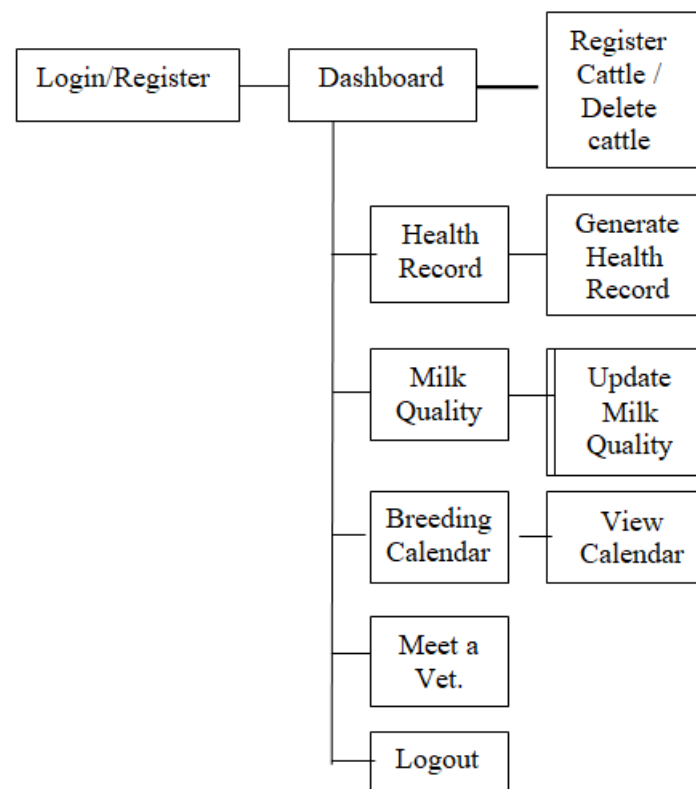 Login/Register
Dashboard
Register
Cattle /
Delete
cattle
Health
Record
Generate
Health
Record
Milk
Quality
Update
Milk
Quality
Breeding
Calendar
View
Calendar
Meet a
Vet.
Logout